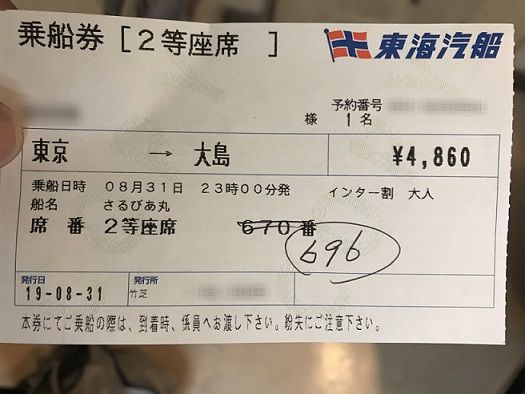 乗船券 [２等座席 ] 東海汽船
予約番号
様 １名
東京 → 大島 ¥4,860
乗船日時 ０８月３１日 ２３時００分発 インター割 大人
船名 さるびあ丸
席番 ２等座席 ６７０番
696
発行日 発行所
19-08-31 竹芝
本券にてご乗船の際は、到着時、係員へお渡し下さい。紛失にご注意下さい。